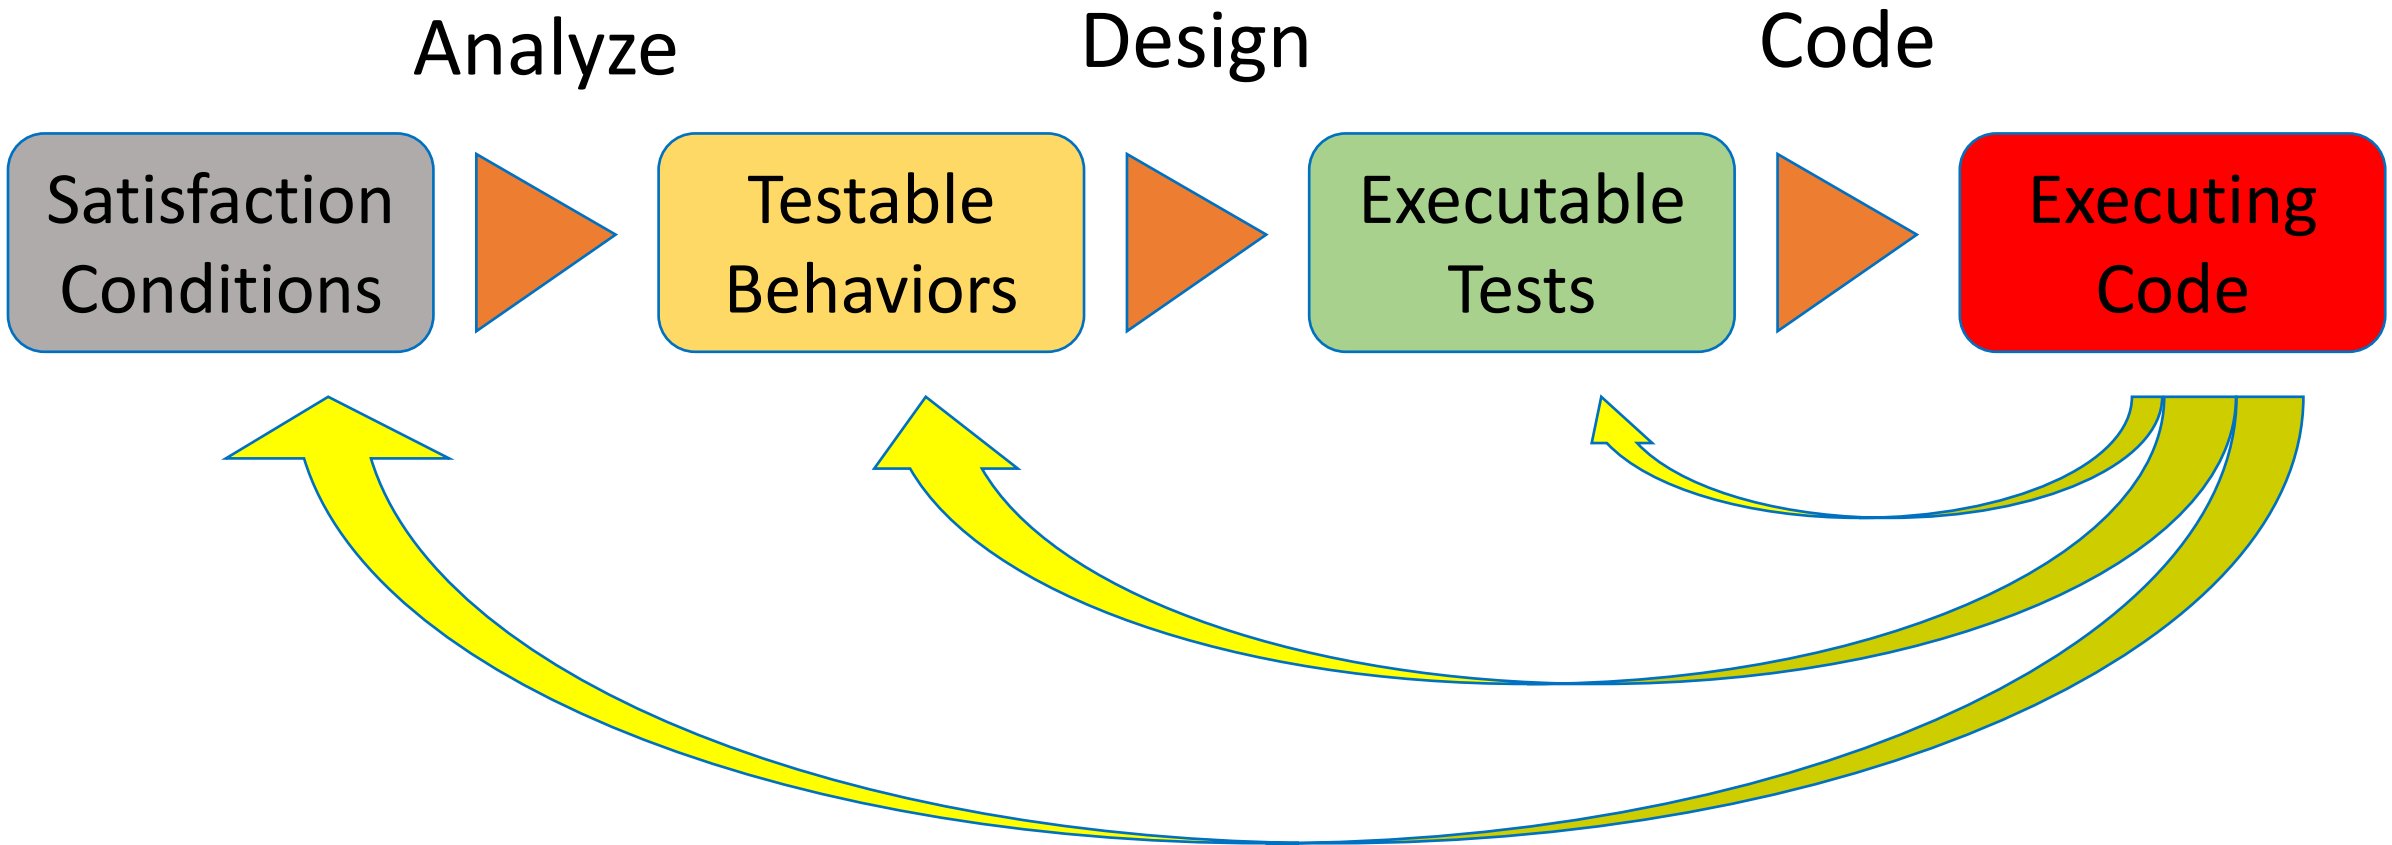 Analyze
Design
Code
Satisfaction
Conditions
Testable
Behaviors
Executable
Tests
Executing
Code